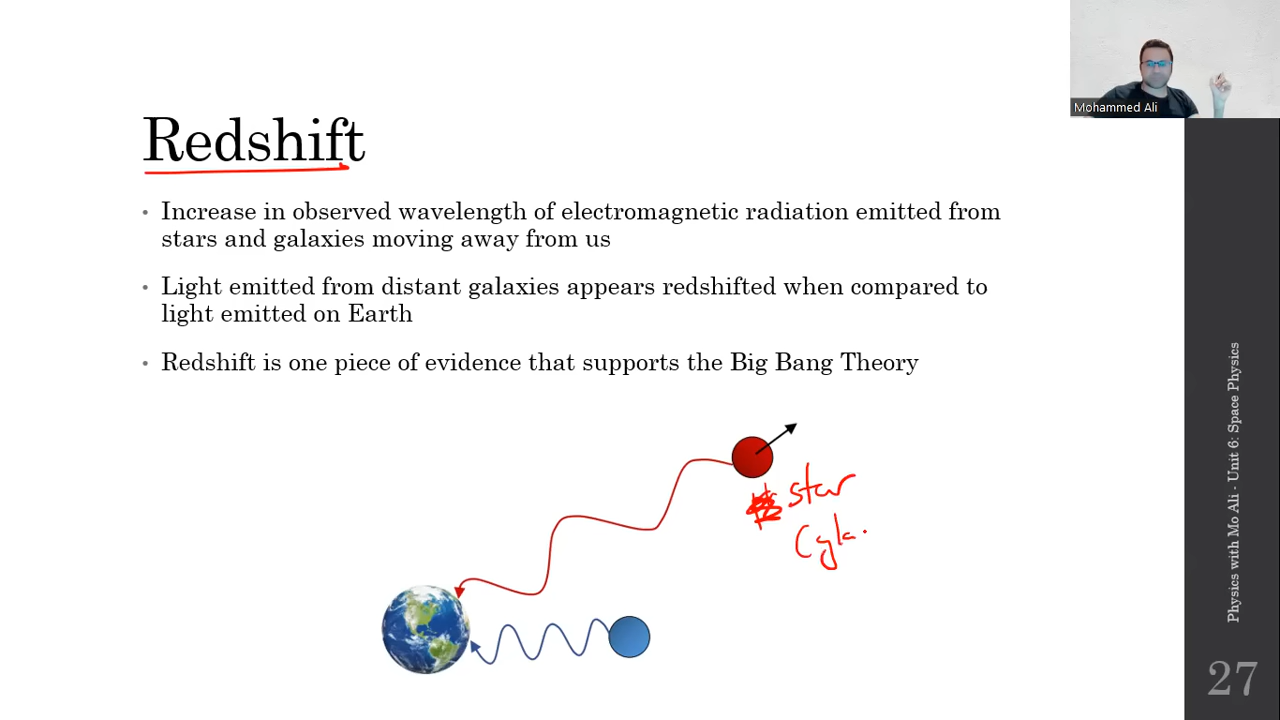 Mohammed Ali
Redshift
• Increase in observed wavelength of electromagnetic radiation emitted from
stars and galaxies moving away from us
• Light emitted from distant galaxies appears redshifted when compared to
light emitted on Earth
• Redshift is one piece of evidence that supports the Big Bang Theory
star
Physics with Mo Ali - Unit 6: Space Physics
27